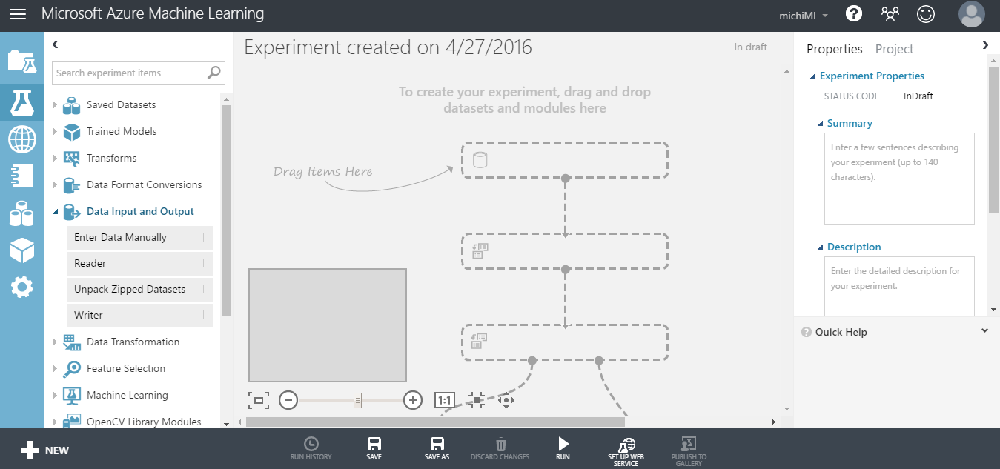 Microsoft Azure Machine Learning
michiML
Search experiment items
Saved Datasets
Trained Models
Transforms
Data Format Conversions
Data Input and Output
Enter Data Manually
Reader
Unpack Zipped Datasets
Writer
Data Transformation
Feature Selection
Machine Learning
OpenCV Library Modules
Experiment created on 4/27/2016
In draft
To create your experiment, drag and drop
datasets and modules here
Drag Items Here
1:1
Properties Project
Experiment Properties
STATUS CODE InDraft
Summary
Enter a few sentences describing
your experiment (up to 140
characters).
Description
Enter the detailed description for
your experiment.
Quick Help
NEW
RUN HISTORY
SAVE
SAVE AS
DISCARD CHANGES
RUN
SET UP WEB
SERVICE
PUBLISH TO
GALLERY